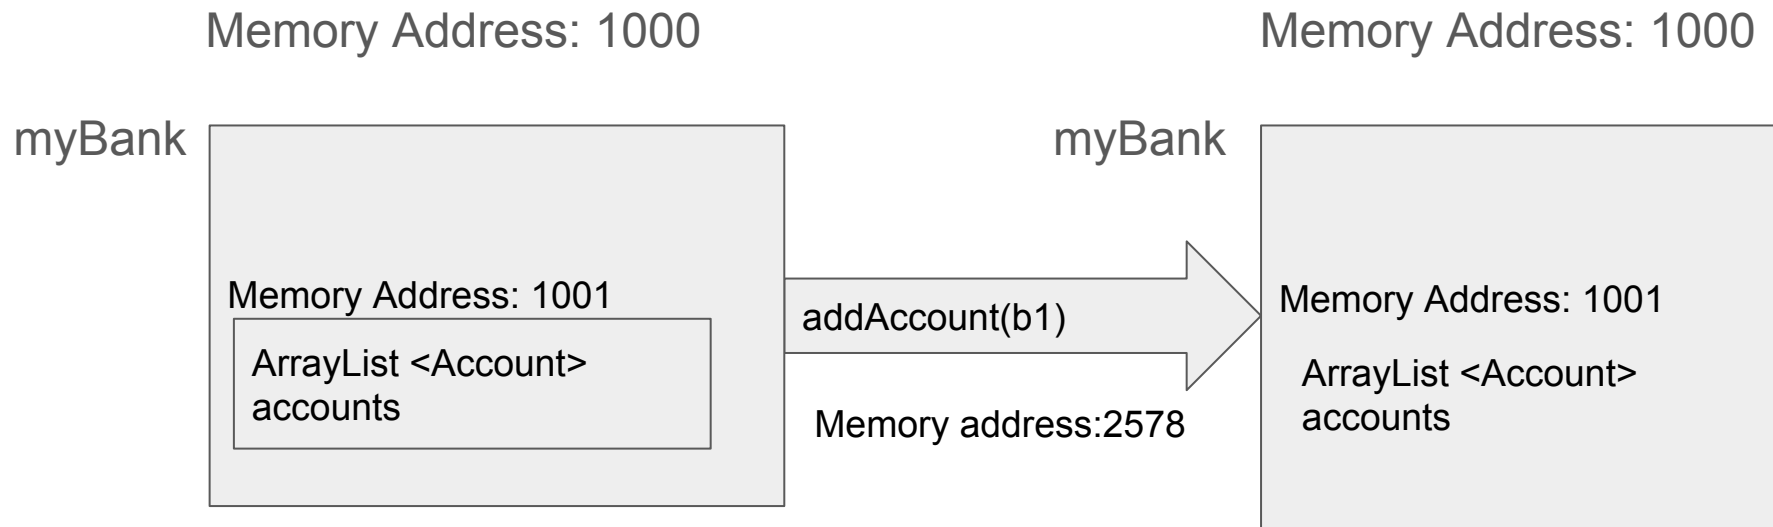 Memory Address: 1000
Memory Address: 1000
myBank
myBank
Memory Address: 1001
ArrayList <Account>
accounts
addAccount(b1)
Memory address:2578
Memory Address: 1001
ArrayList <Account>
accounts